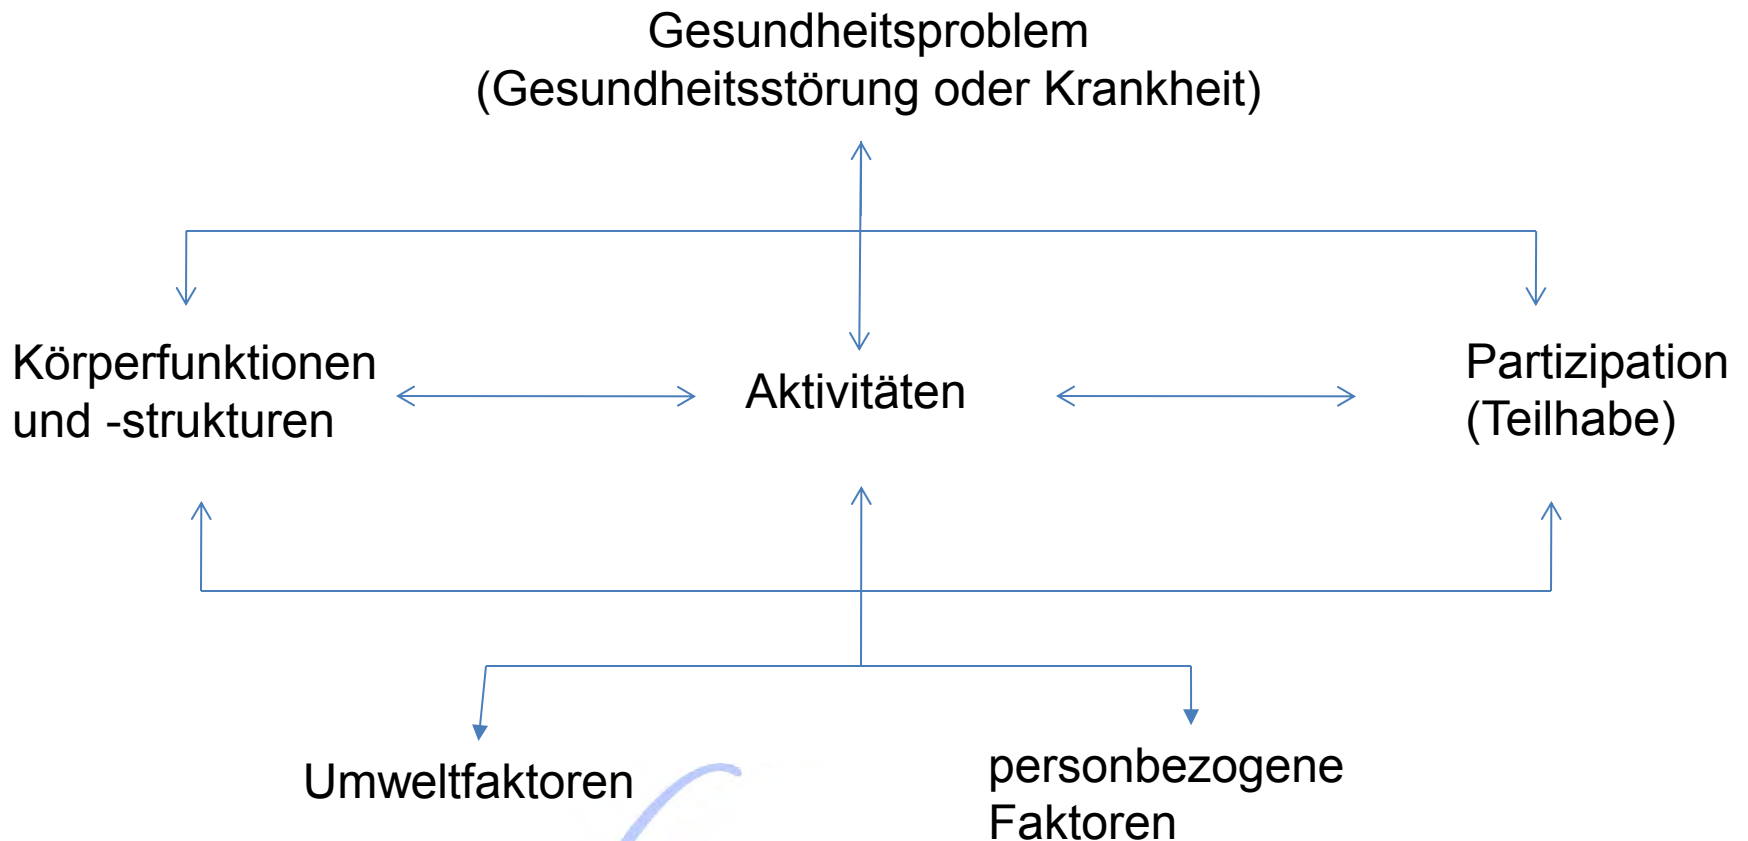 Gesundheitsproblem
(Gesundheitsstörung oder Krankheit)
Körperfunktionen
und -strukturen
Aktivitäten
Partizipation
(Teilhabe)
Umweltfaktoren
personbezogene
Faktoren